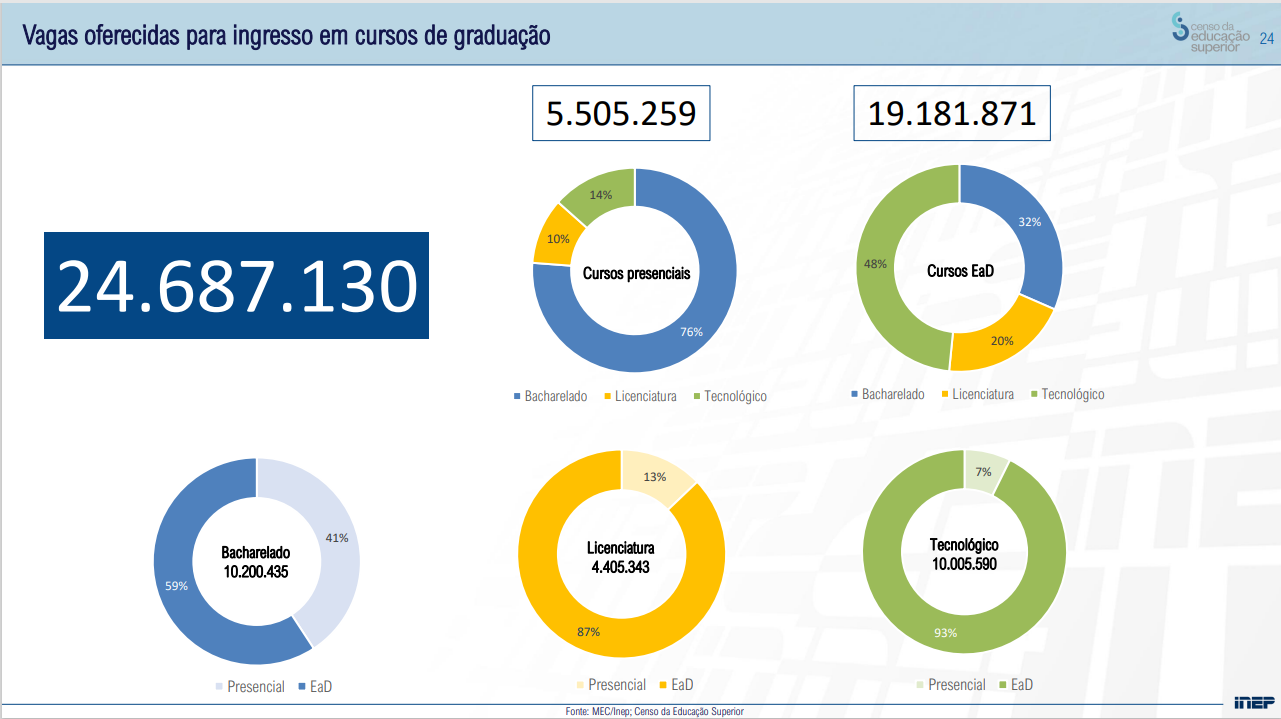 Vagas oferecidas para ingresso em cursos de graduação
censo da
educação
superior
24
5.505.259
19.181.871
24.687.130
14%
10%
76%
Cursos presenciais
Bacharelado Licenciatura Tecnológico
32%
48%
20%
Cursos EaD
Bacharelado Licenciatura Tecnológico
41%
59%
Bacharelado
10.200.435
Presencial EaD
13%
87%
Licenciatura
4.405.343
Presencial EaD
7%
93%
Tecnológico
10.005.590
Presencial EaD
Fonte: MEC/Inep; Censo da Educação Superior
INEP